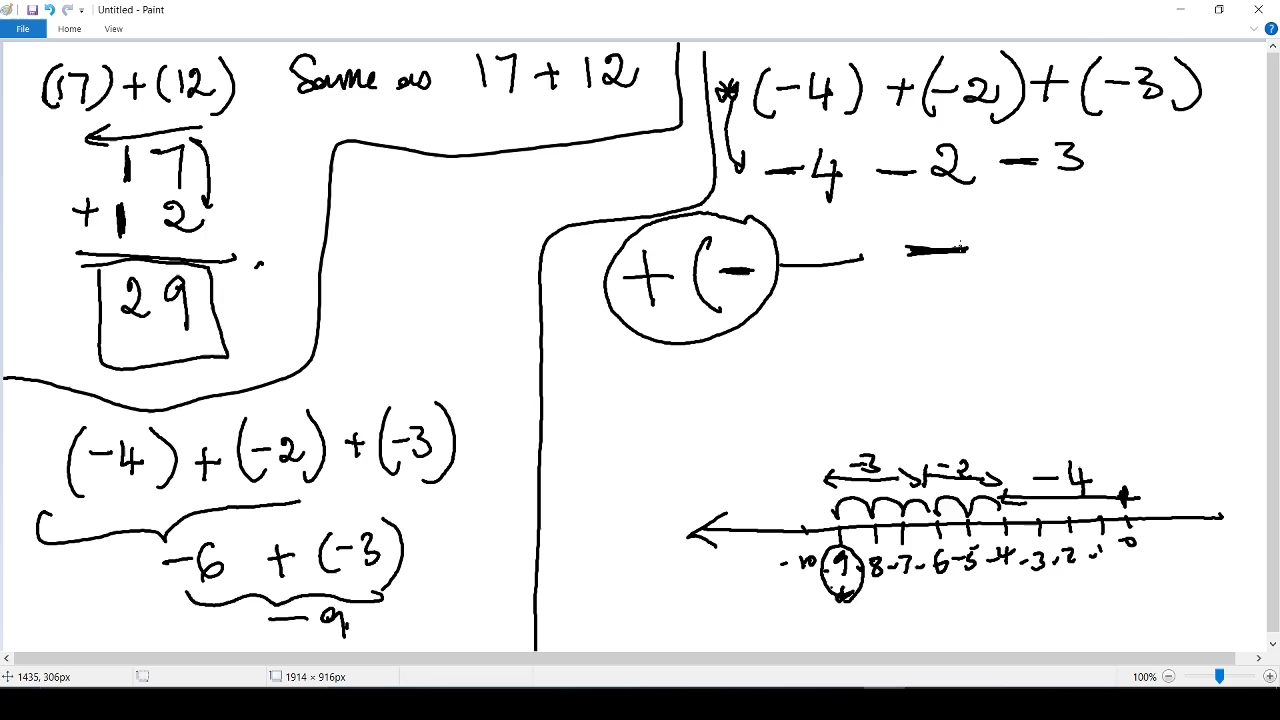 Untitled - Paint
File Home View
(17) + (12) Same as 17 + 12
17
+ 12
29
(-4) + (-2) + (-3)
-6 + (-3)
-9
(-4) + (-2) + (-3)
-4 - 2 - 3
+ (- —
-3 -2 -4
-10 -9 -8 -7 -6 -5 -4 -3 -2 -1 0
1435, 306px 1914 × 916px 100%